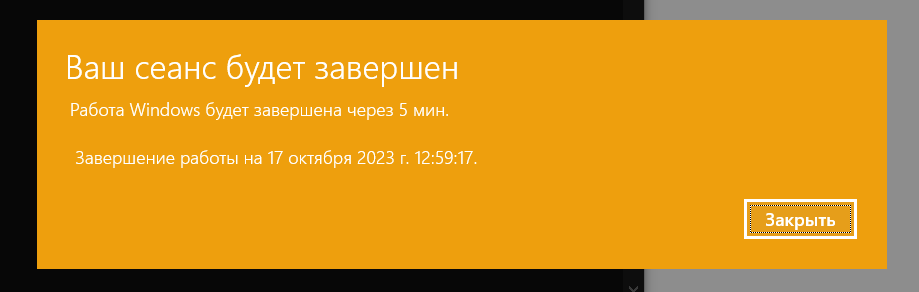 Ваш сеанс будет завершен
Работа Windows будет завершена через 5 мин.
Завершение работы на 17 октября 2023 г. 12:59:17.
Закрыть